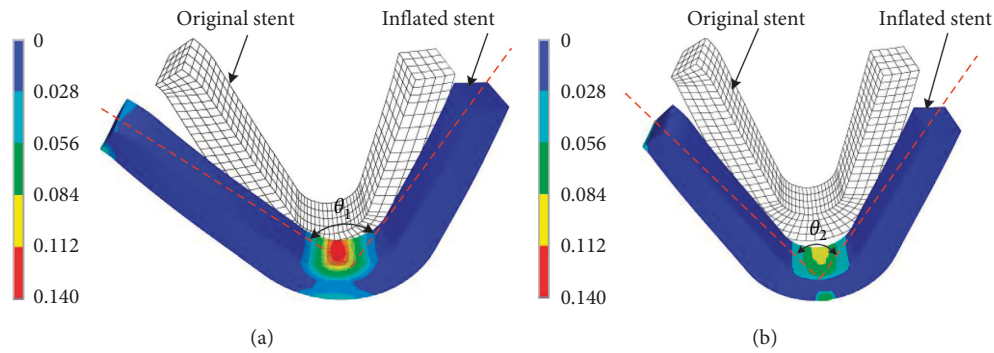 Original stent
Inflated stent
0
0.028
0.056
0.084
0.112
0.140
θ1
(a)
Original stent
Inflated stent
0
0.028
0.056
0.084
0.112
0.140
θ2
(b)